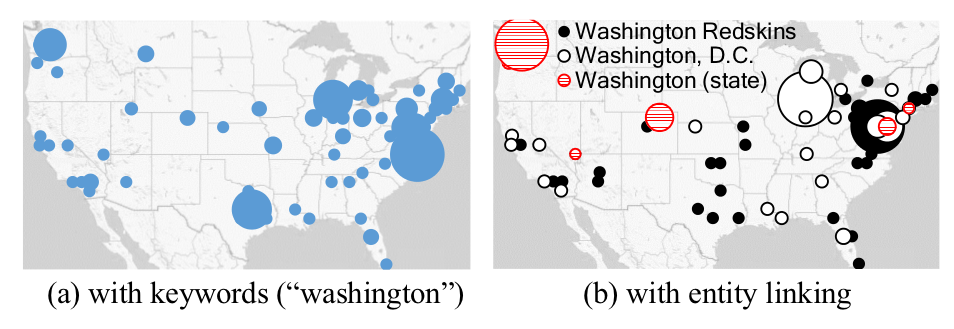 Washington Redskins
Washington, D.C.
Washington (state)
(a) with keywords (“washington”)
(b) with entity linking